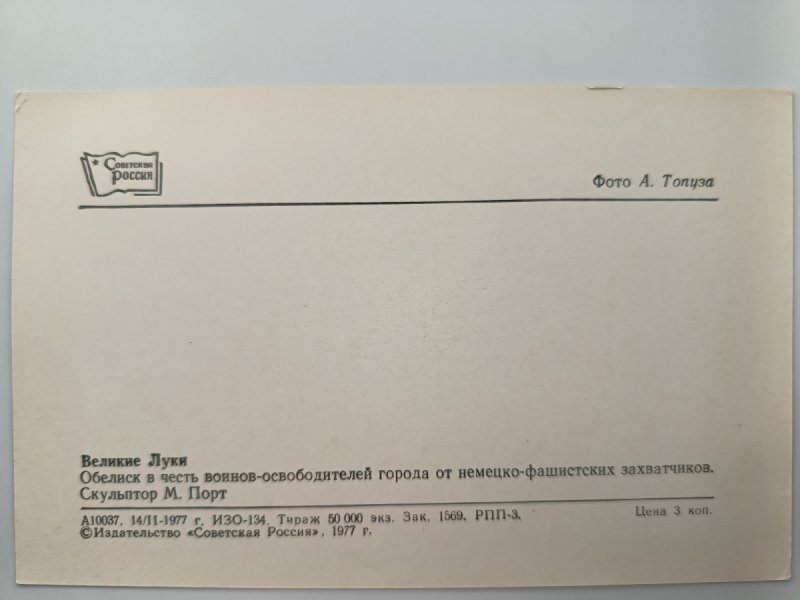 Советская
Россия
Фото А. Топуза
Великие Луки
Обелиск в честь воинов-освободителей города от немецко-фашистских захватчиков.
Скульптор М. Порт
А10037. 14/II-1977 г. ИЗО-134. Тираж 50 000 экз. Зак. 1569. РПП-3. Цена 3 коп.
©Издательство «Советская Россия», 1977 г.